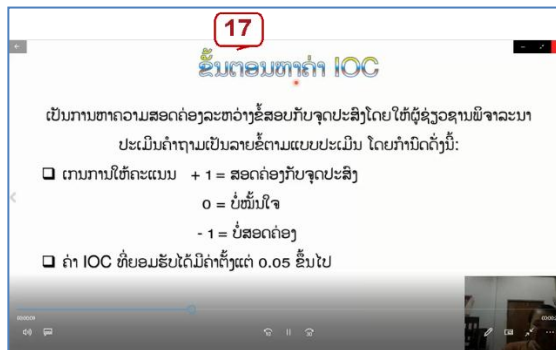 17
ຂັ້ນຕອນຫາຄ່າ IOC
ເປັນການຫາຄວາມສອດຄ່ອງລະຫວ່າງຂໍ້ສອບກັບຈຸດປະສົງໂດຍໃຫ້ຜູ້ຊ່ຽວຊານພິຈາລະນາ
ປະເມີນຄຳຖາມເປັນລາຍຂໍ້ຕາມແບບປະເມີນ ໂດຍກຳນົດດັ່ງນີ້:
ເກນການໃຫ້ຄະແນນ + 1 = ສອດຄ່ອງກັບຈຸດປະສົງ
0 = ບໍ່ໝັ້ນໃຈ
- 1 = ບໍ່ສອດຄ່ອງ
ຄ່າ IOC ທີ່ຍອມຮັບໄດ້ມີຄ່າຕັ້ງແຕ່ 0.05 ຂຶ້ນໄປ